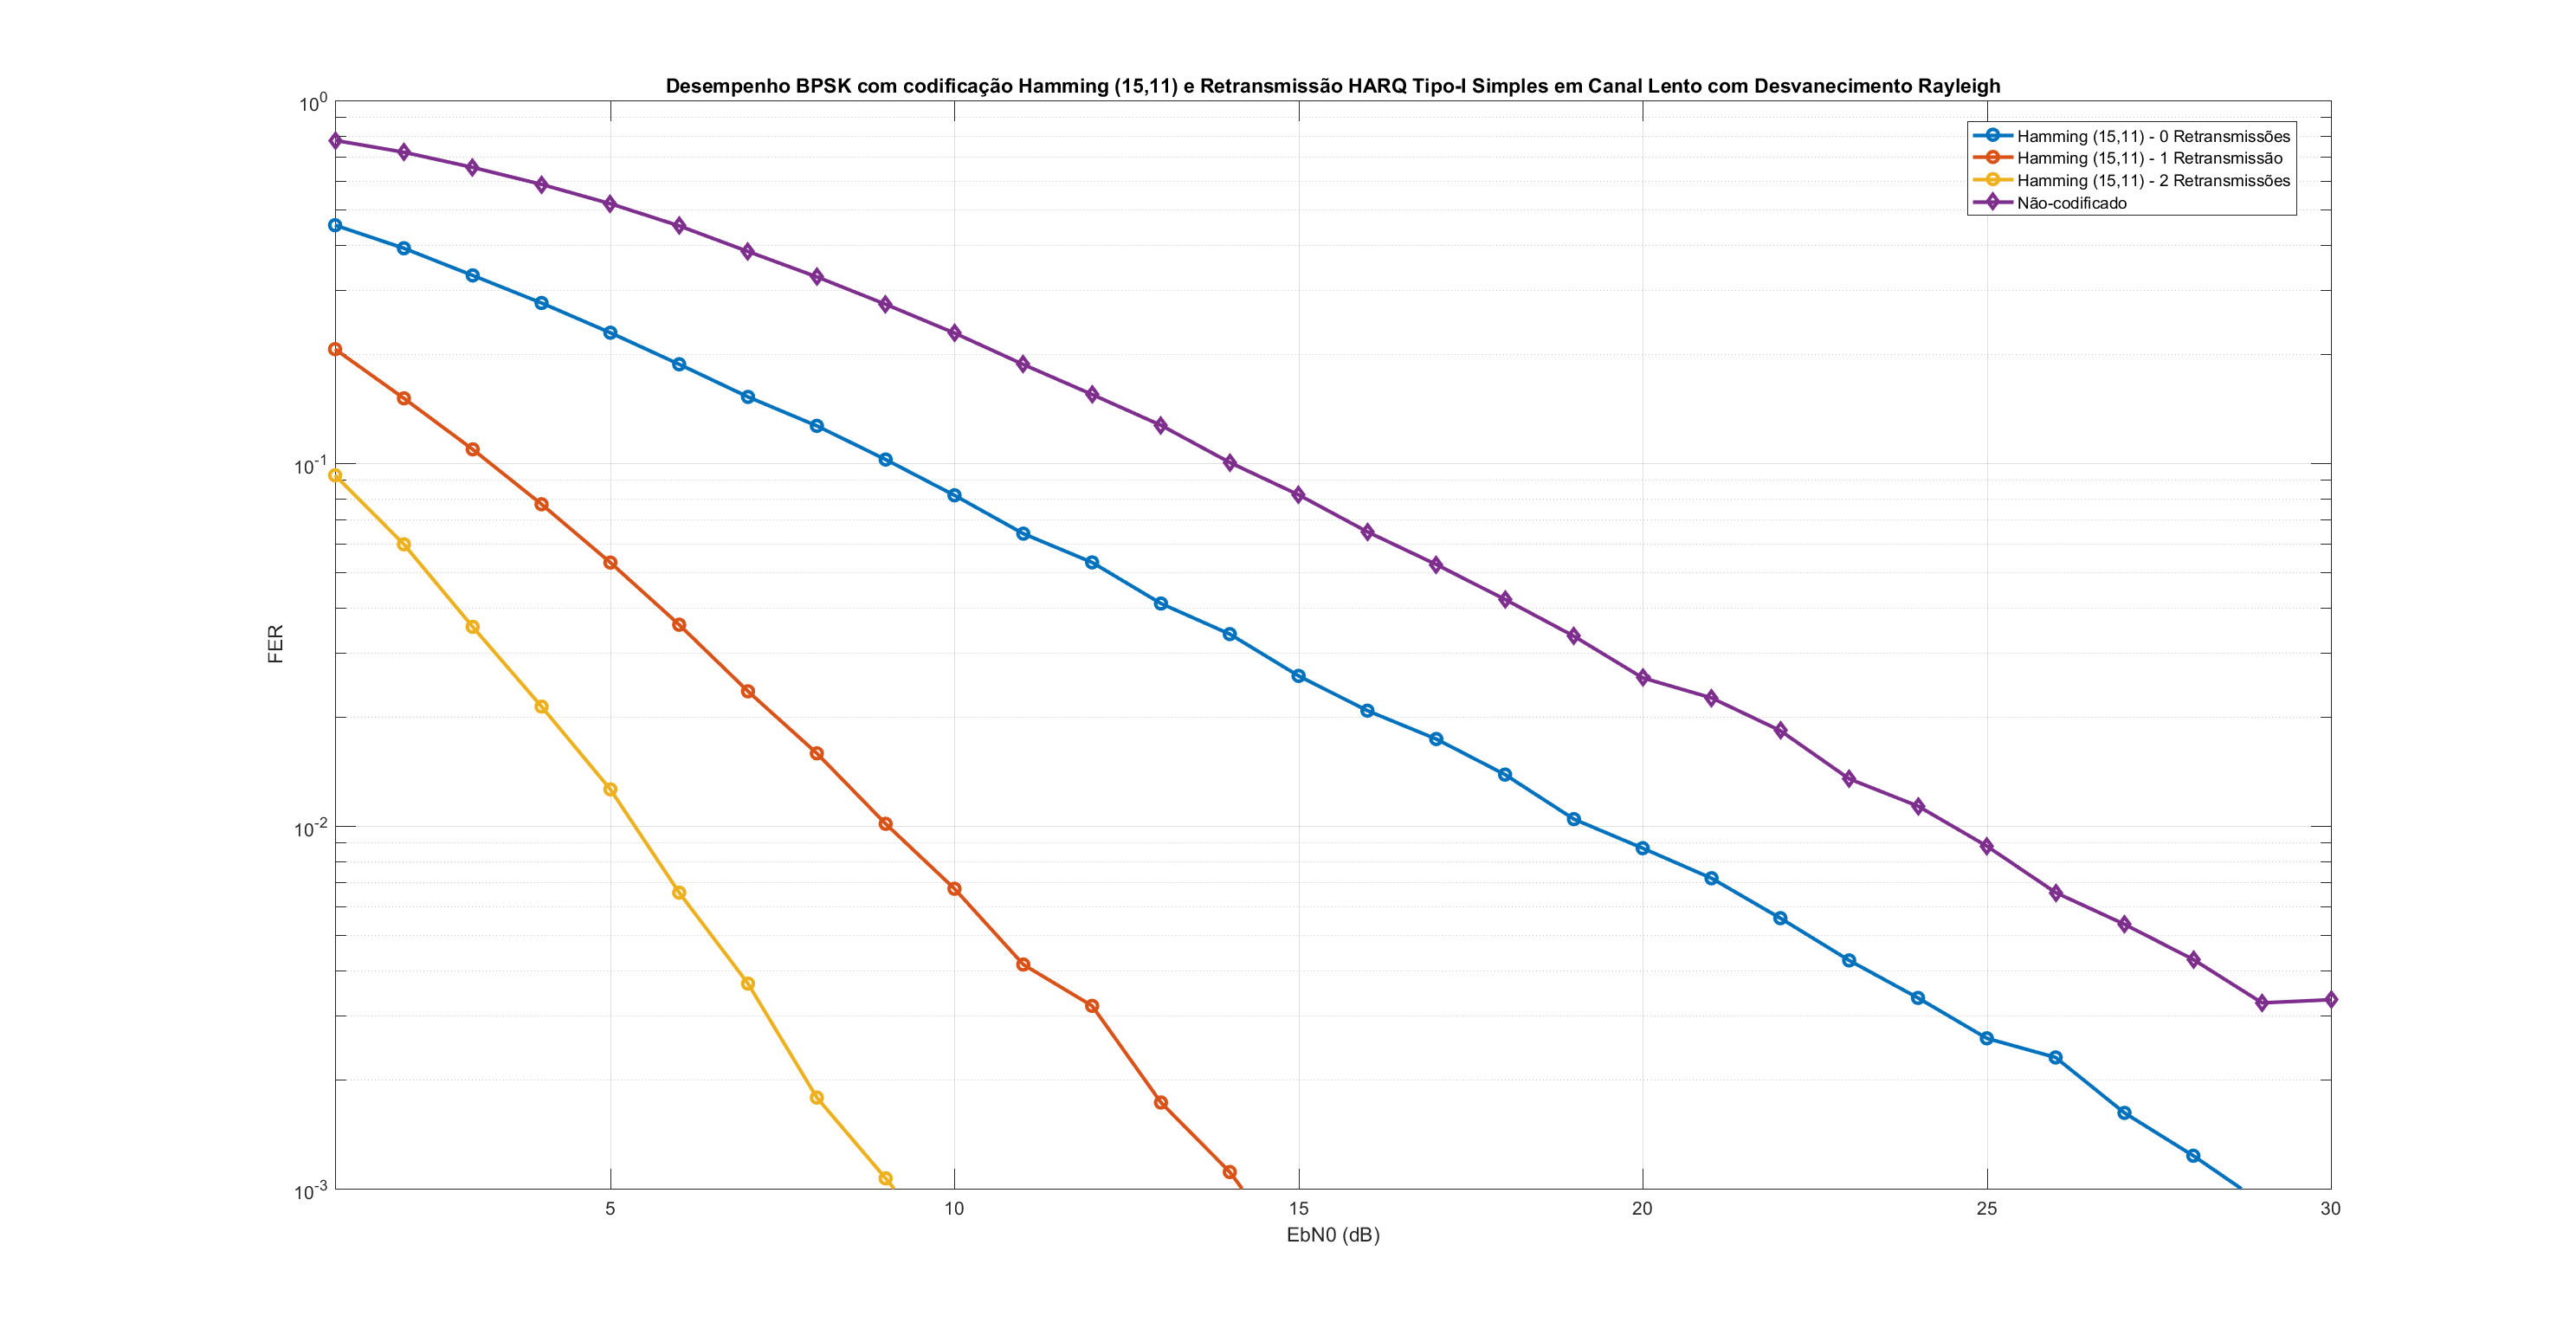 Desempenho BPSK com codificação Hamming (15,11) e Retransmissão HARQ Tipo-I Simples em Canal Lento com Desvanecimento Rayleigh
10^0
Hamming (15,11) - 0 Retransmissões
Hamming (15,11) - 1 Retransmissão
Hamming (15,11) - 2 Retransmissões
Não-codificado
10^-1
FER
10^-2
10^-3
5 10 15 20 25 30
EbN0 (dB)